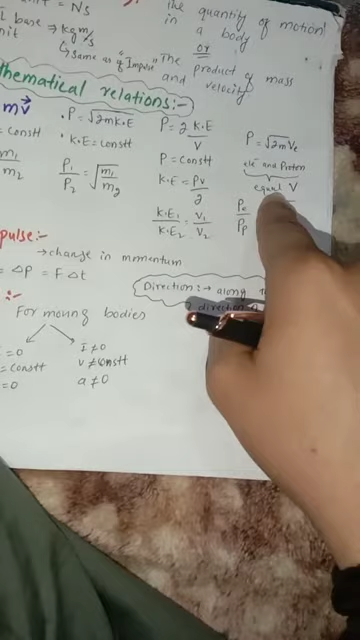 = Ns
base → kgm/s
↳ Same as of Impulse
The quantity of motion
in a body
or
The product of mass
and velocity
thematical relations:-
mv⃗
= constt
m₁
m₂
• P = √2mK·E
• K·E = constt
P₁/P₂ = √m₁/m₂
P = 2 K·E / V
P = constt
K·E = PV/2
K·E₁/K·E₂ = V₁/V₂
P = √2mVe
ele⁻ and Proton
equal V
Pe/Pp
pulse:-
→ change in momentum
= ΔP = FΔt
Direction:→ along
direction
:-
For moving bodies
= 0
= constt
= 0
I ≠ 0
v ≠ constt
a ≠ 0